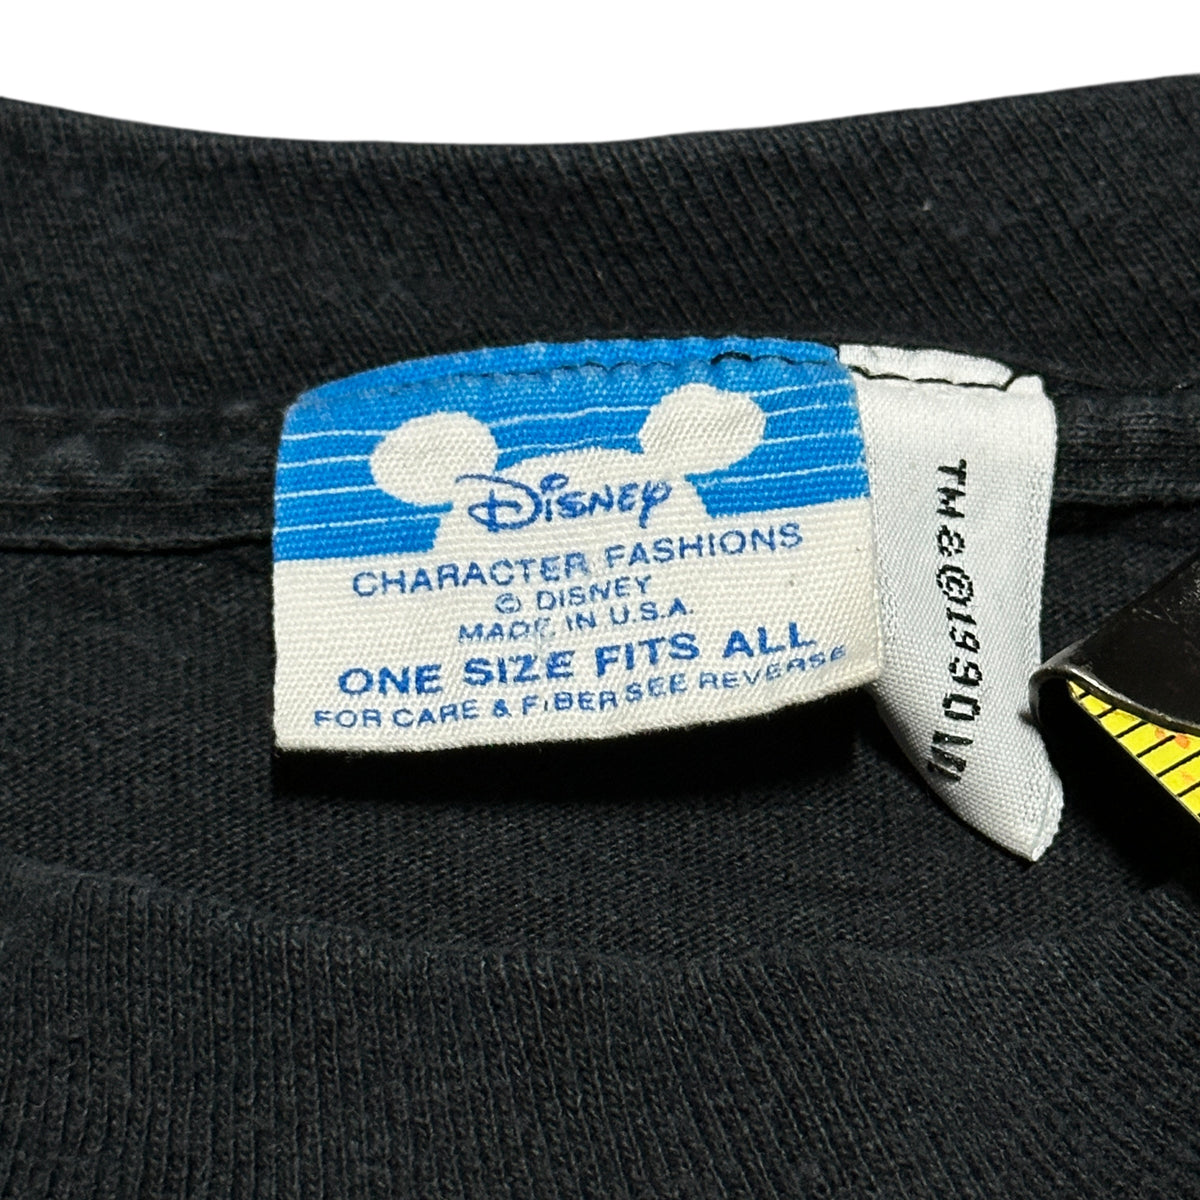 Disney
CHARACTER FASHIONS
© DISNEY
MADE IN U.S.A.
ONE SIZE FITS ALL
FOR CARE & FIBER SEE REVERSE
TM&©1990